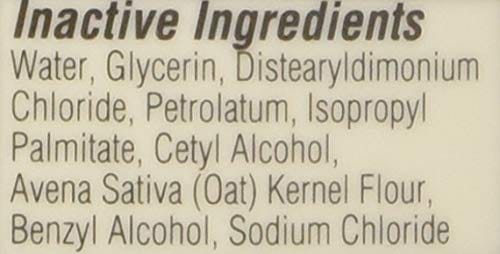 Inactive Ingredients
Water, Glycerin, Distearyldimonium
Chloride, Petrolatum, Isopropyl
Palmitate, Cetyl Alcohol,
Avena Sativa (Oat) Kernel Flour,
Benzyl Alcohol, Sodium Chloride